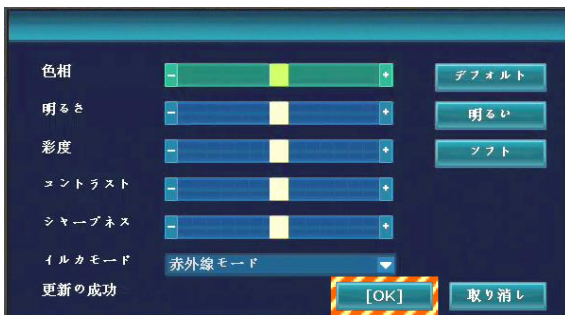 色相 - + デフォルト
明るさ - + 明るい
彩度 - + ソフト
コントラスト - +
シャープネス - +
イルカモード 赤外線モード
更新の成功 [OK] 取り消し